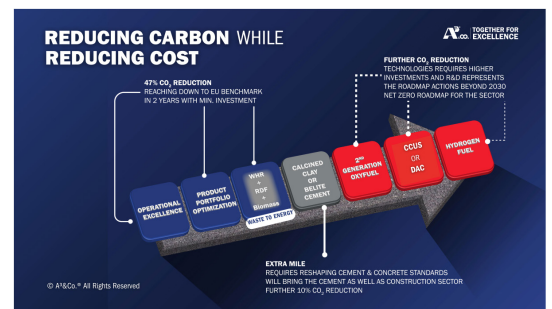 REDUCING CARBON WHILE
REDUCING COST
A³ & CO. TOGETHER FOR
EXCELLENCE
47% CO₂ REDUCTION
REACHING DOWN TO EU BENCHMARK
IN 2 YEARS WITH MIN. INVESTMENT
FURTHER CO₂ REDUCTION
TECHNOLOGIES REQUIRES HIGHER
INVESTMENTS AND R&D REPRESENTS
THE ROADMAP ACTIONS BEYOND 2030
NET ZERO ROADMAP FOR THE SECTOR
OPERATIONAL
EXCELLENCE
PRODUCT
PORTFOLIO
OPTIMIZATION
WHR
+
RDF
+
Biomass
WASTE TO ENERGY
CALCINED
CLAY
OR
BELITE
CEMENT
2ND
GENERATION
OXYFUEL
CCUS
OR
DAC
HYDROGEN
FUEL
EXTRA MILE
REQUIRES RESHAPING CEMENT & CONCRETE STANDARDS
WILL BRING THE CEMENT AS WELL AS CONSTRUCTION SECTOR
FURTHER 10% CO₂ REDUCTION
© A³&Co.® All Rights Reserved